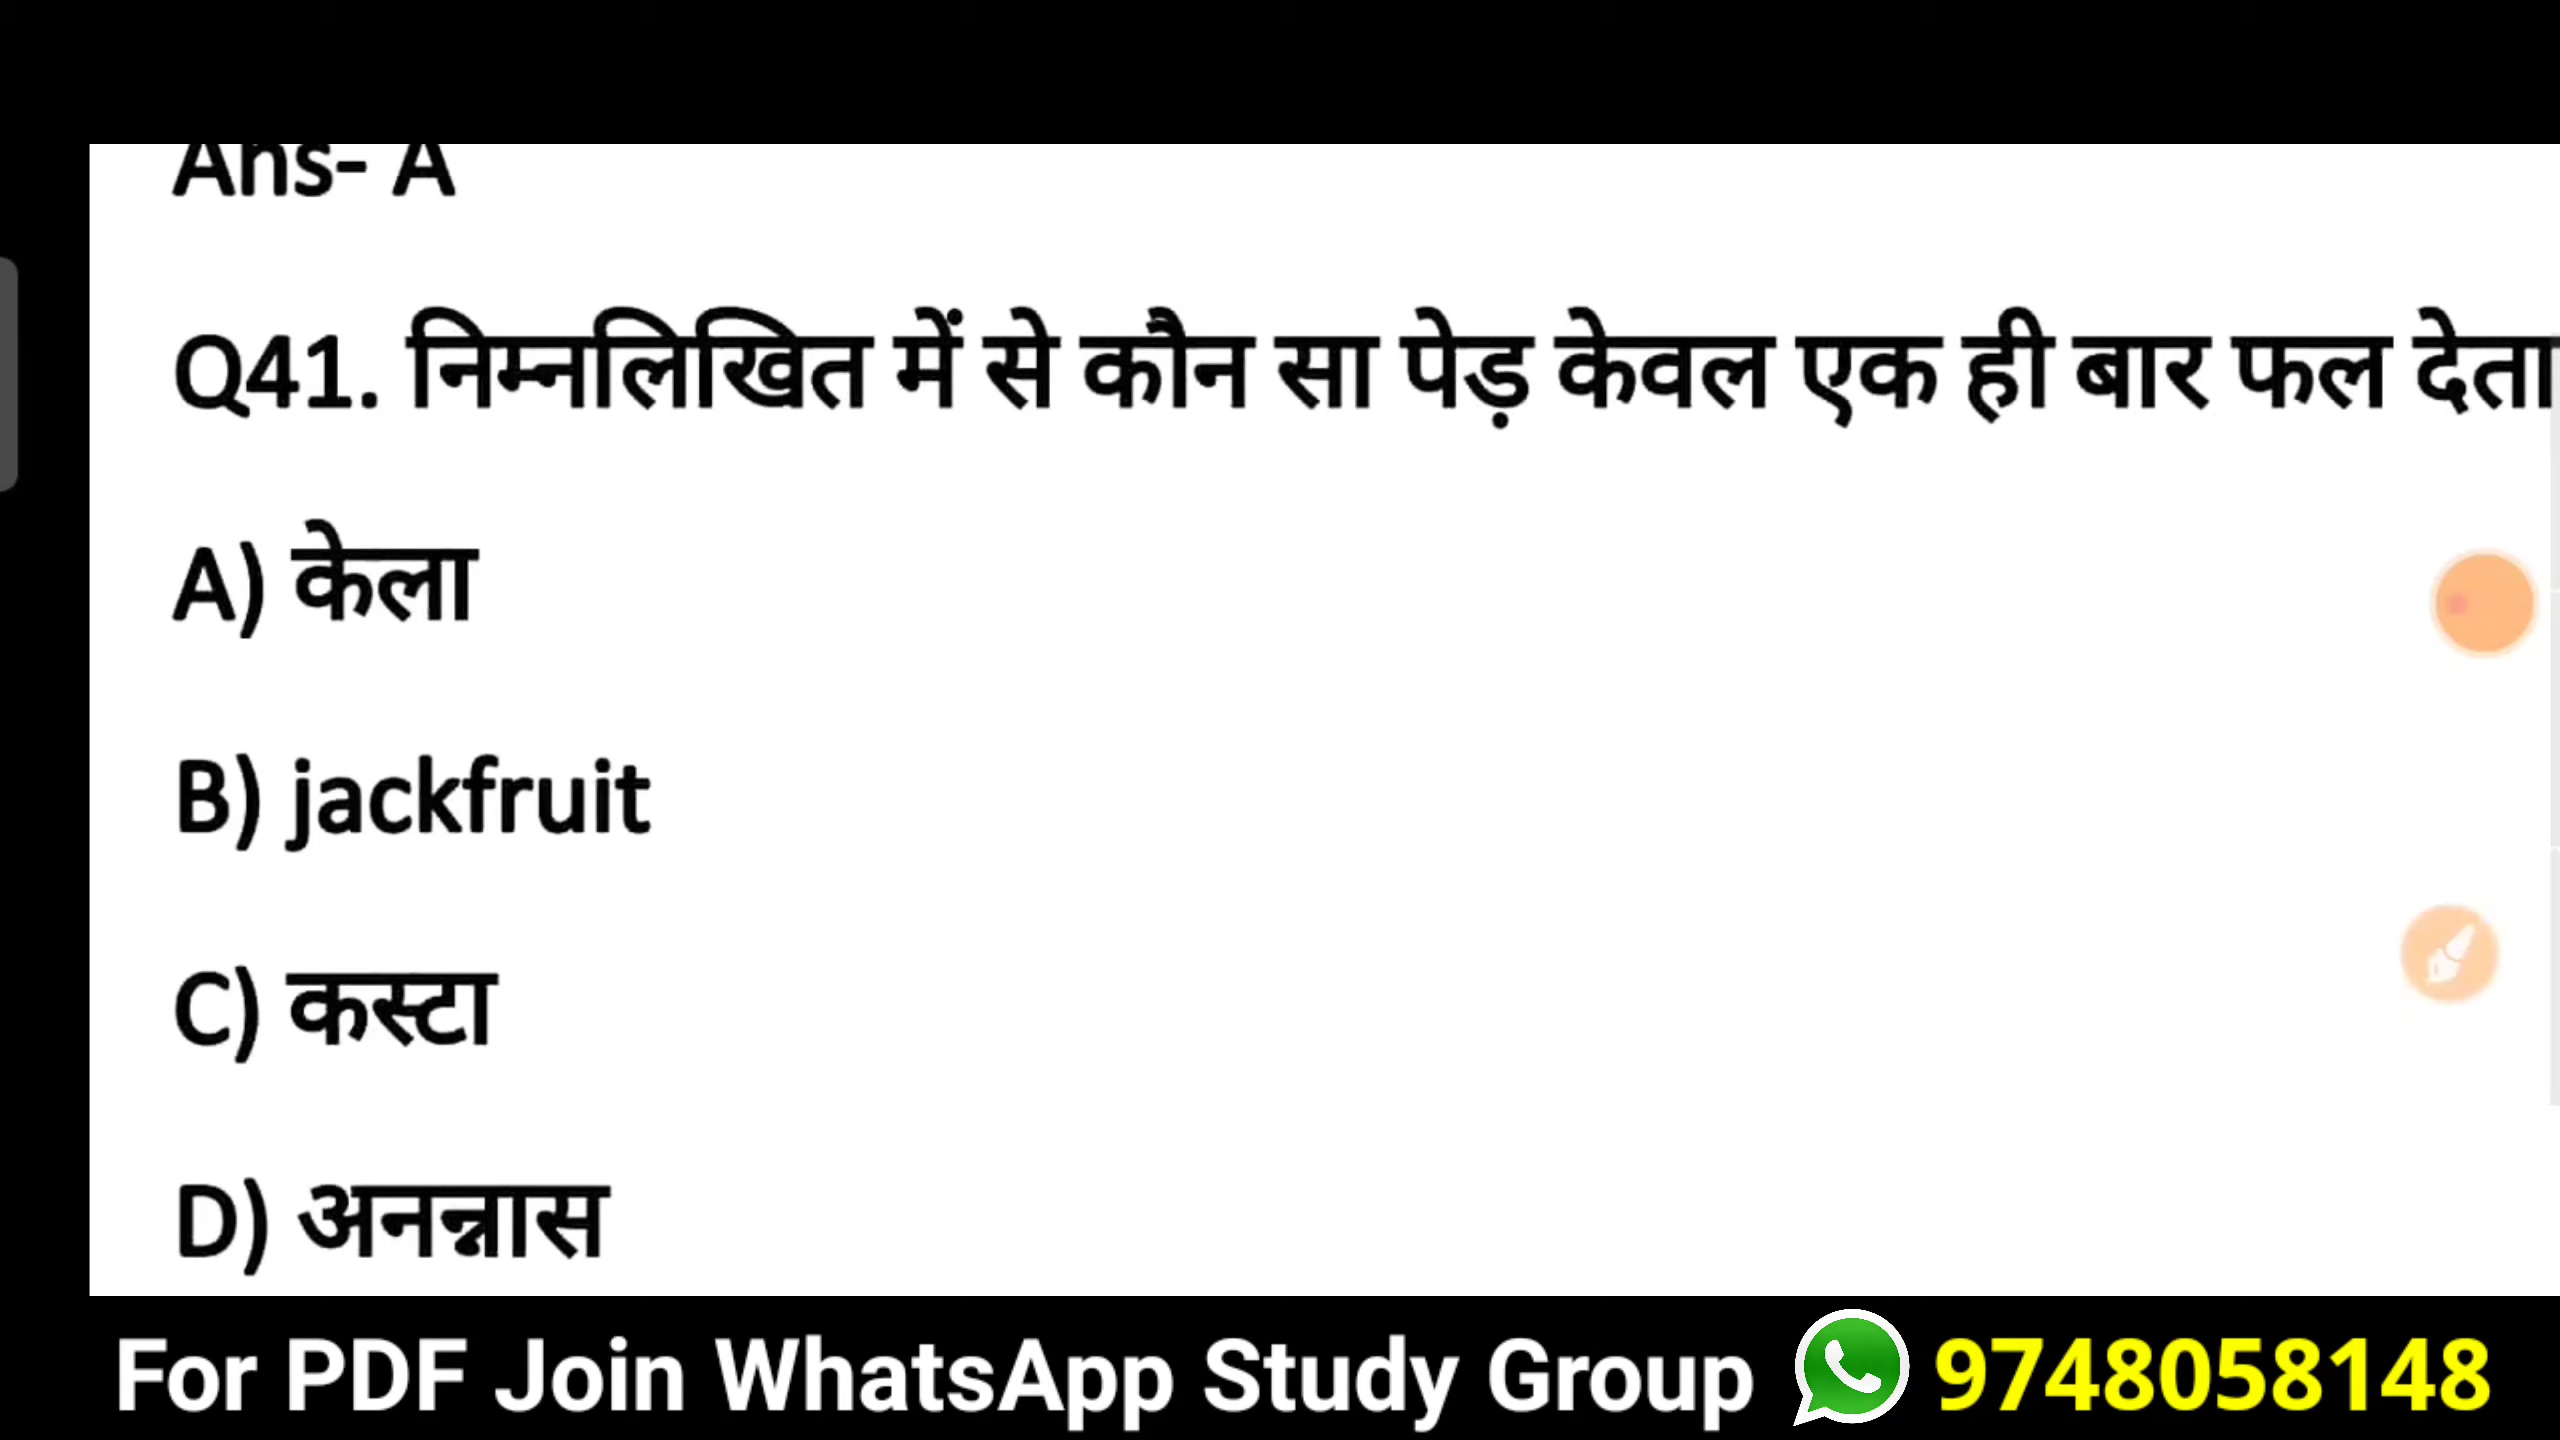 Ans- A
Q41. निम्नलिखित में से कौन सा पेड़ केवल एक ही बार फल देता
A) केला
B) jackfruit
C) कस्टा
D) अनन्नास
For PDF Join WhatsApp Study Group 9748058148